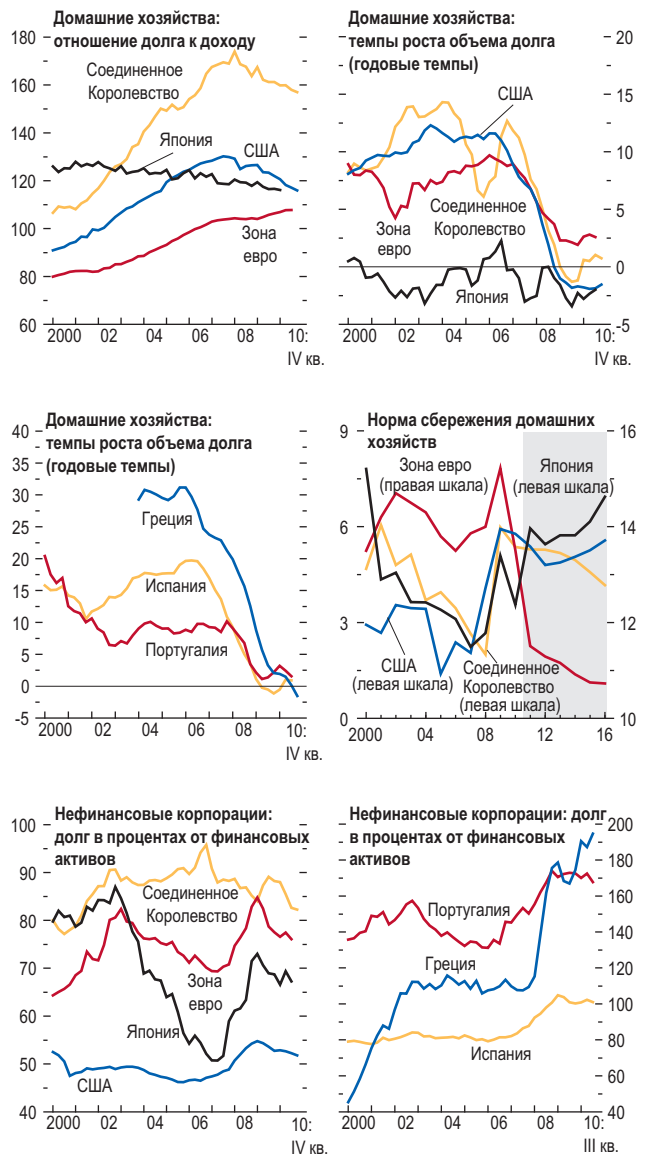 Домашние хозяйства:
отношение долга к доходу
180
160
140
120
100
80
60
Соединенное
Королевство
Япония
США
Зона
евро
2000 02 04 06 08 10:
IV кв.
Домашние хозяйства:
темпы роста объема долга
(годовые темпы)
20
15
10
5
0
-5
США
Зона
евро
Соединенное
Королевство
Япония
2000 02 04 06 08 10:
IV кв.
Домашние хозяйства:
темпы роста объема долга
(годовые темпы)
40
35
30
25
20
15
10
5
0
-5
Греция
Испания
Португалия
2000 02 04 06 08 10:
IV кв.
Норма сбережения домашних
хозяйств
9
6
3
0
16
14
13
11
10
Зона евро
(правая шкала)
Япония
(левая шкала)
США
(левая шкала)
Соединенное
Королевство
(левая шкала)
2000 04 08 12 16
Нефинансовые корпорации:
долг в процентах от финансовых
активов
100
90
80
70
60
50
40
Соединенное
Королевство
Зона
евро
Япония
США
2000 02 04 06 08 10:
IV кв.
Нефинансовые корпорации: долг
в процентах от финансовых
активов
200
180
160
140
120
100
80
60
40
Португалия
Греция
Испания
2000 02 04 06 08 10:
III кв.